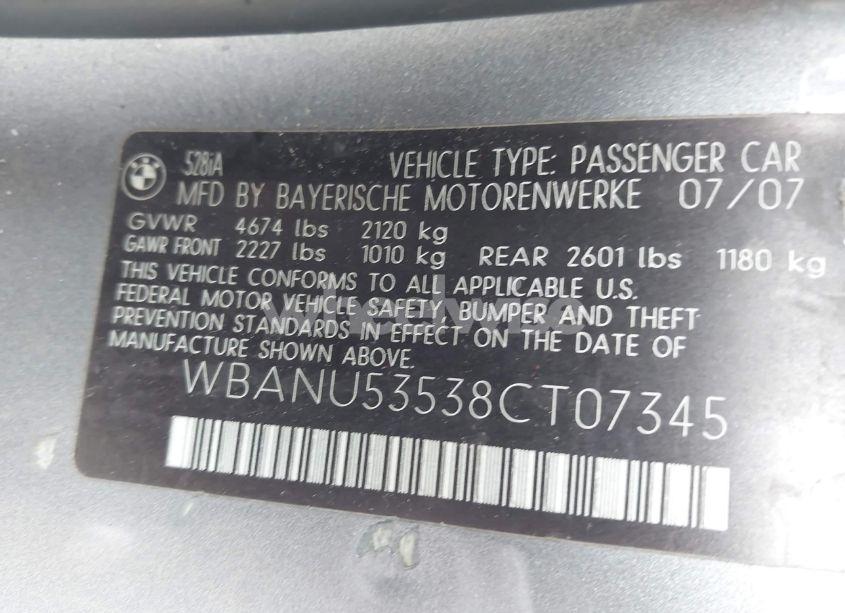 528iA VEHICLE TYPE: PASSENGER CAR
MFD BY BAYERISCHE MOTORENWERKE 07/07
GVWR 4674 lbs 2120 kg
GAWR FRONT 2227 lbs 1010 kg REAR 2601 lbs 1180 kg
THIS VEHICLE CONFORMS TO ALL APPLICABLE U.S.
FEDERAL MOTOR VEHICLE SAFETY, BUMPER AND THEFT
PREVENTION STANDARDS IN EFFECT ON THE DATE OF
MANUFACTURE SHOWN ABOVE.
WBANU53538CT07345